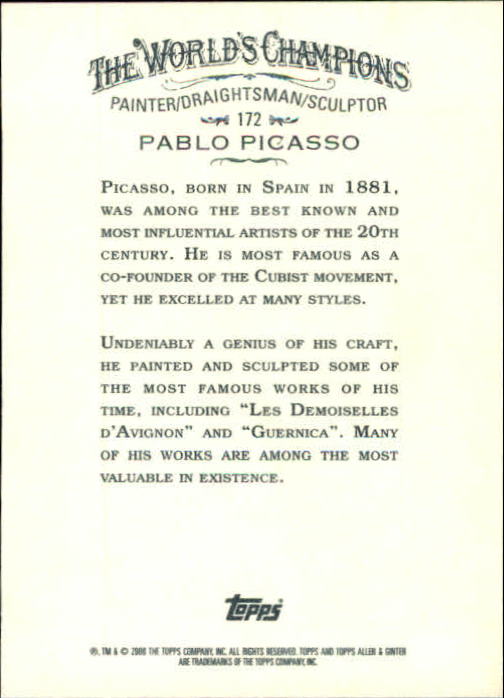 THE WORLD'S CHAMPIONS
PAINTER/DRAIGHTSMAN/SCULPTOR
172
PABLO PICASSO
PICASSO, BORN IN SPAIN IN 1881,
WAS AMONG THE BEST KNOWN AND
MOST INFLUENTIAL ARTISTS OF THE 20TH
CENTURY. HE IS MOST FAMOUS AS A
CO-FOUNDER OF THE CUBIST MOVEMENT,
YET HE EXCELLED AT MANY STYLES.
UNDENIABLY A GENIUS OF HIS CRAFT,
HE PAINTED AND SCULPTED SOME OF
THE MOST FAMOUS WORKS OF HIS
TIME, INCLUDING "LES DEMOISELLES
D'AVIGNON" AND "GUERNICA". MANY
OF HIS WORKS ARE AMONG THE MOST
VALUABLE IN EXISTENCE.
Topps
®, TM & © 2008 THE TOPPS COMPANY, INC. ALL RIGHTS RESERVED. TOPPS AND TOPPS ALLEN & GINTER
ARE TRADEMARKS OF THE TOPPS COMPANY, INC.